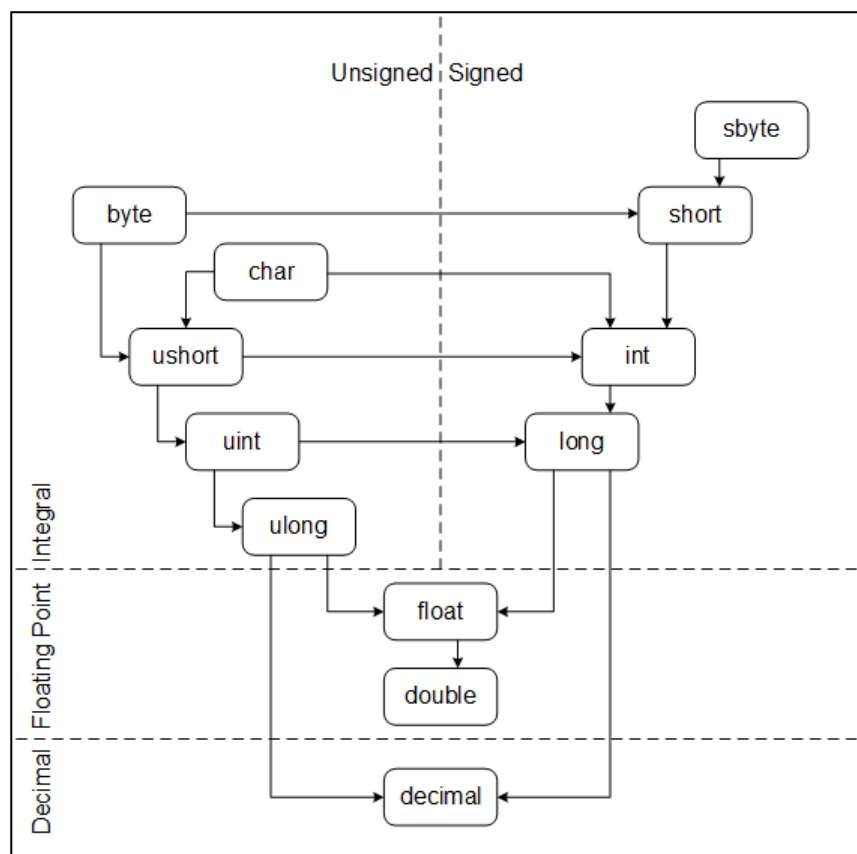 Unsigned Signed
sbyte
byte
short
char
ushort
int
uint
long
ulong
Integral
float
double
Floating Point
decimal
Decimal